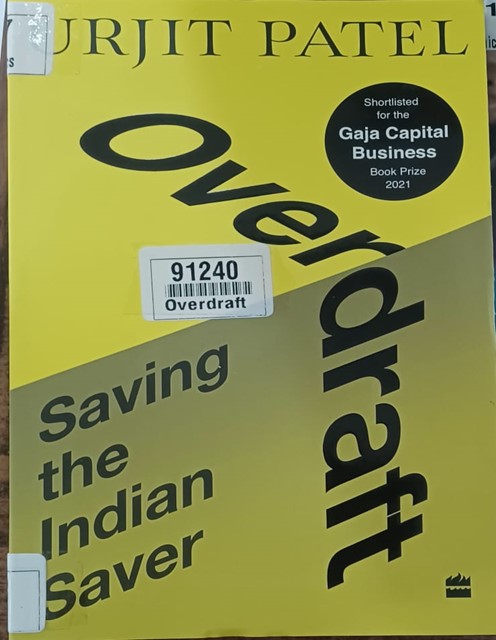 URJIT PATEL
Shortlisted
for the
Gaja Capital
Business
Book Prize
2021
Overdraft
91240
Overdraft
Saving
the
Indian
Saver